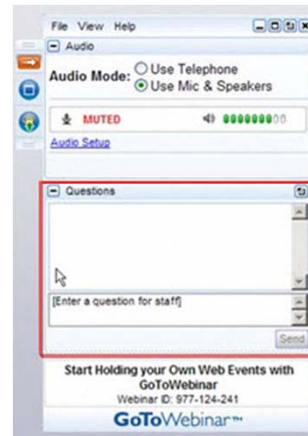 File View Help
Audio
Audio Mode: Use Telephone
Use Mic & Speakers
MUTED
Audio Setup
Questions
[Enter a question for staff]
Send
Start Holding your Own Web Events with
GoToWebinar
Webinar ID: 977-124-241
GoToWebinar™